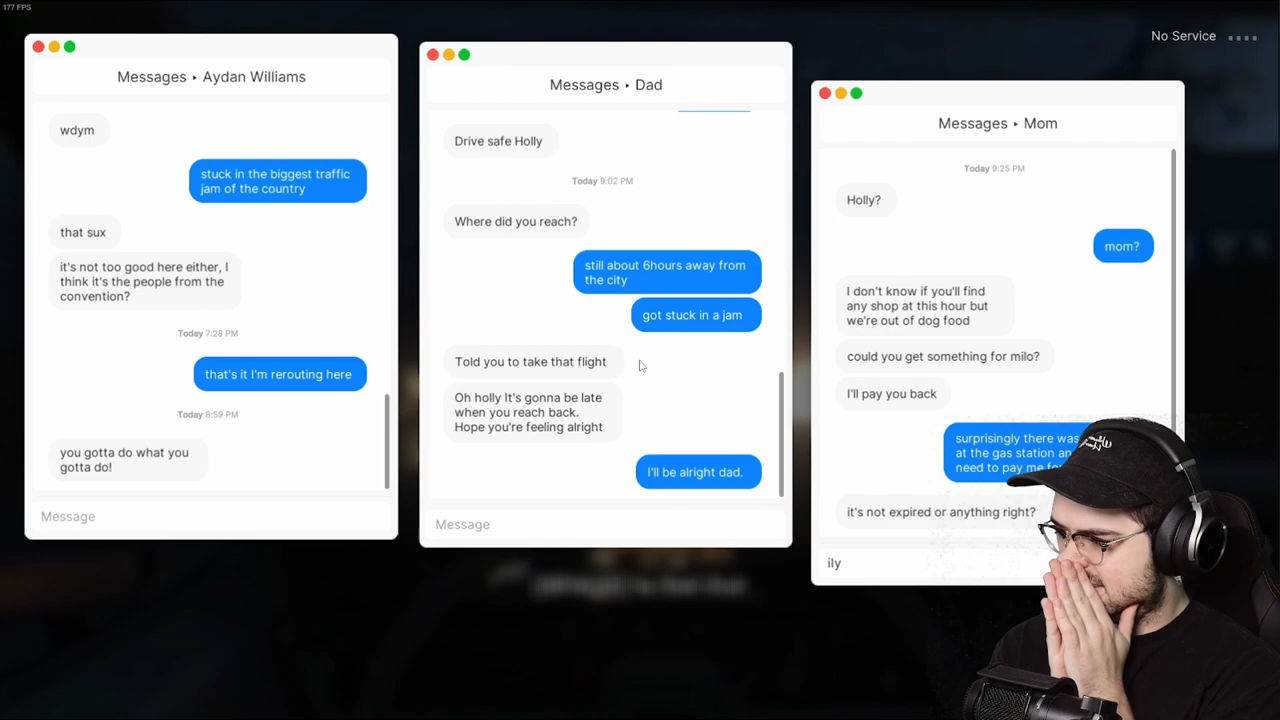 177 FPS
No Service
Messages ▸ Aydan Williams
wdym
stuck in the biggest traffic
jam of the country
that sux
it's not too good here either, I
think it's the people from the
convention?
Today 7:28 PM
that's it I'm rerouting here
Today 8:59 PM
you gotta do what you
gotta do!
Message
Messages ▸ Dad
Drive safe Holly
Today 9:02 PM
Where did you reach?
still about 6hours away from
the city
got stuck in a jam
Told you to take that flight
Oh holly It's gonna be late
when you reach back.
Hope you're feeling alright
I'll be alright dad.
Message
Messages ▸ Mom
Today 9:25 PM
Holly?
mom?
I don't know if you'll find
any shop at this hour but
we're out of dog food
could you get something for milo?
I'll pay you back
surprisingly there was
at the gas station
need to pay me
it's not expired or anything right?
ily